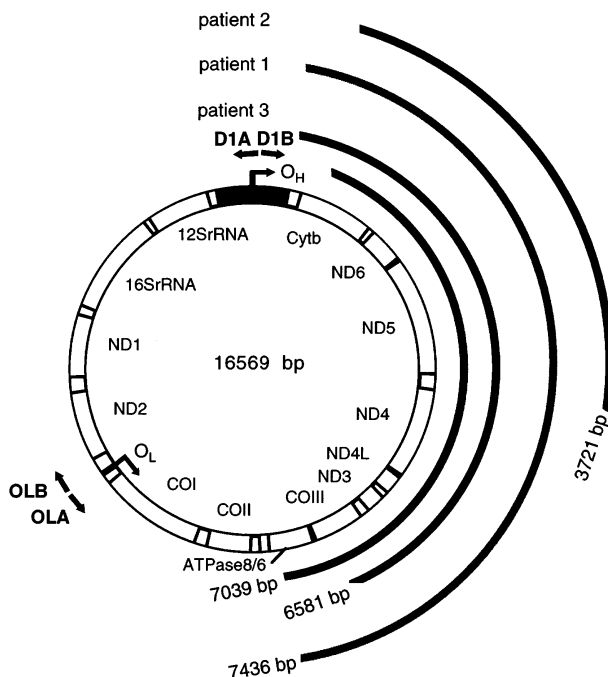 patient 2
patient 1
patient 3
D1A D1B
OH
12SrRNA
Cytb
16SrRNA
ND6
ND1
ND5
16569 bp
ND2
ND4
3721 bp
OL
ND4L
ND3
OLB
OLA
COI
COII
COIII
ATPase8/6
7039 bp
6581 bp
7436 bp